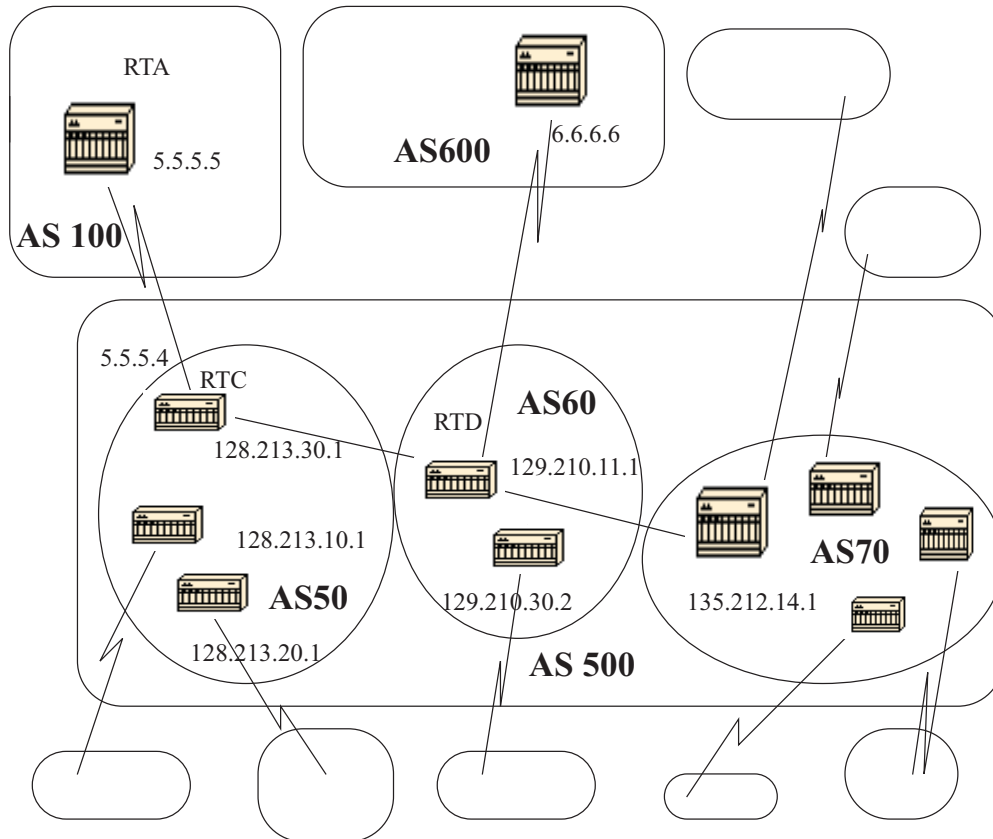 RTA
5.5.5.5
AS 100
AS600
6.6.6.6
5.5.5.4
RTC
128.213.30.1
128.213.10.1
AS50
128.213.20.1
RTD
AS60
129.210.11.1
129.210.30.2
AS70
135.212.14.1
AS 500